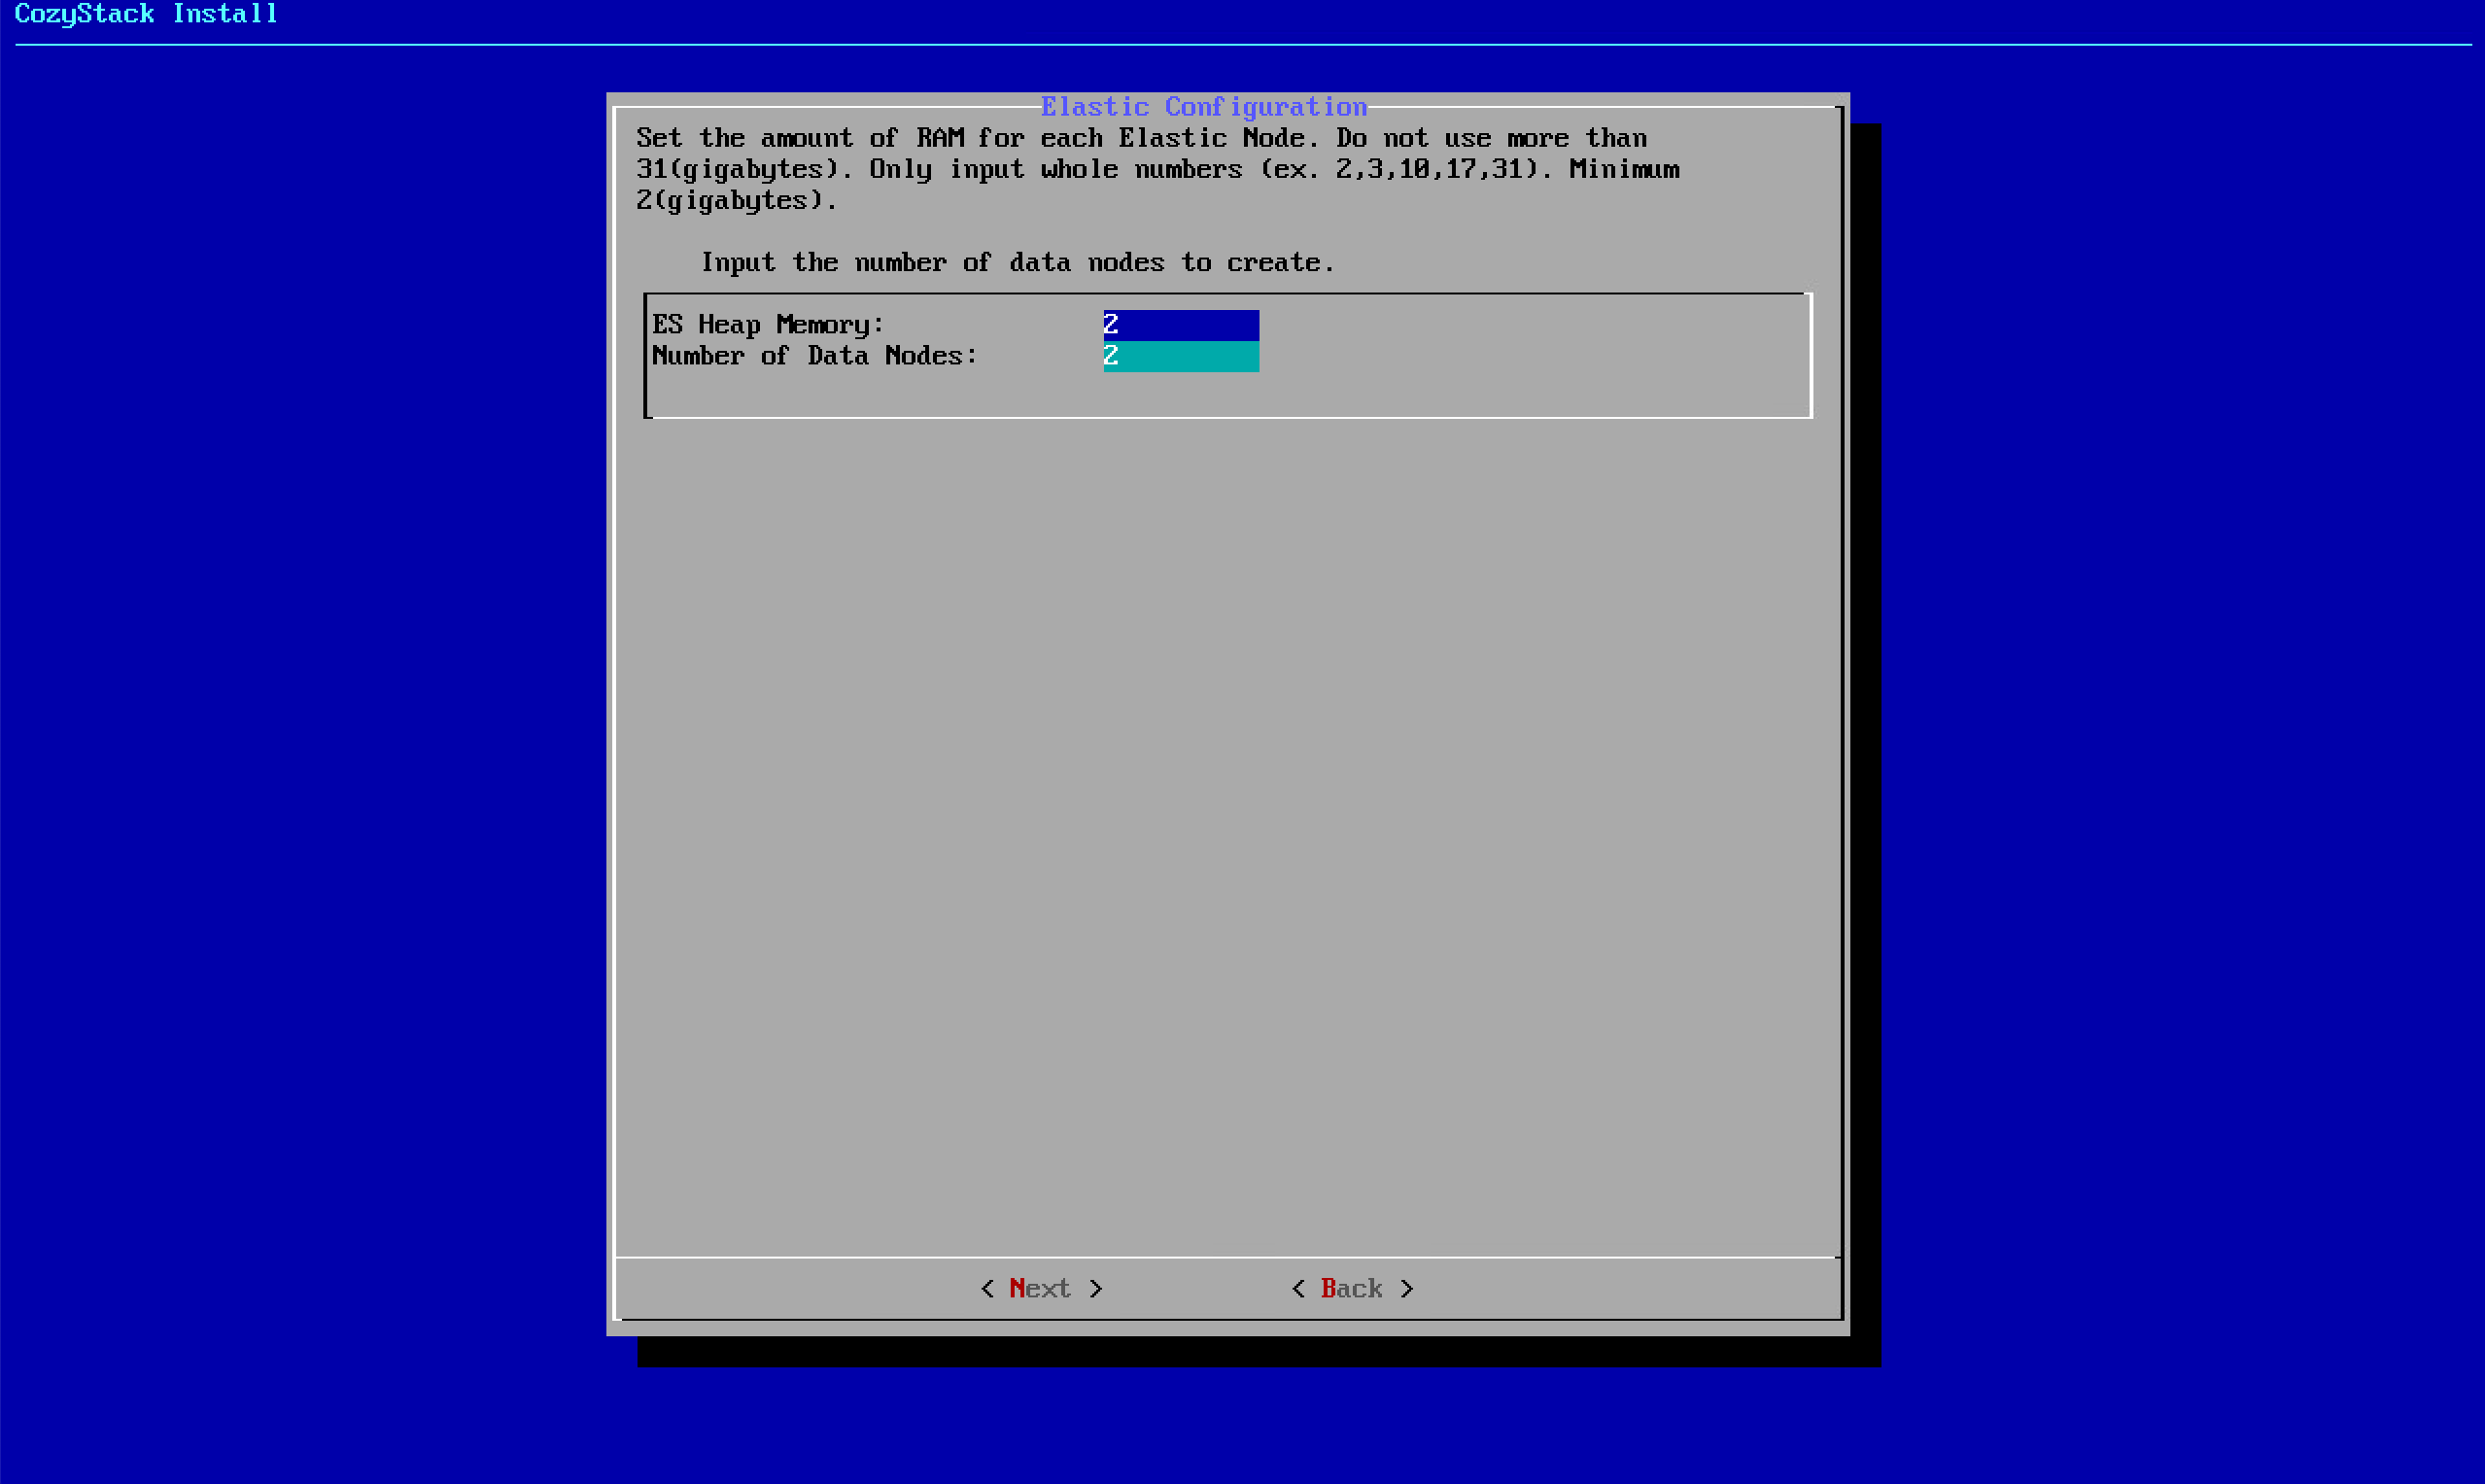 CozyStack Install
Elastic Configuration
Set the amount of RAM for each Elastic Node. Do not use more than
31(gigabytes). Only input whole numbers (ex. 2,3,10,17,31). Minimum
2(gigabytes).
Input the number of data nodes to create.
ES Heap Memory: 2
Number of Data Nodes: 2
< Next > < Back >